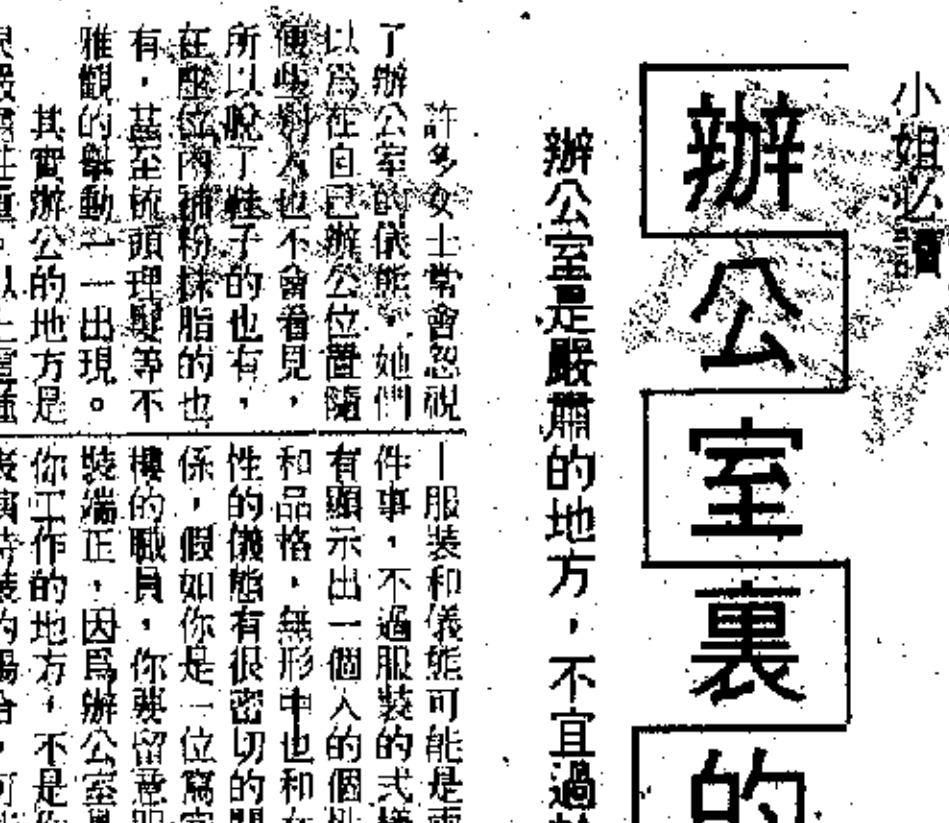 小姐必讀
辦公室裏的
辦公室是嚴肅的地方，不宜過
許多女士常會忽視
了辦公室的儀態，她們
以爲在自己辦公位置隨
便些別人也不會看見，
所以脫了鞋子的也有，
在座位內補粉抹脂的也
有，甚至梳頭理髮等不
雅觀的舉動一一出現。
其實辦公的地方是
｜服裝和儀態可能是兩
件事，不過服裝的式樣
有顯示出一個人的個性
和品格，無形中也和女
性的儀態有很密切的關
係，假如你是一位寫字
樓的職員，你要留意服
裝端正，因爲辦公室是
你工作的地方，不是你